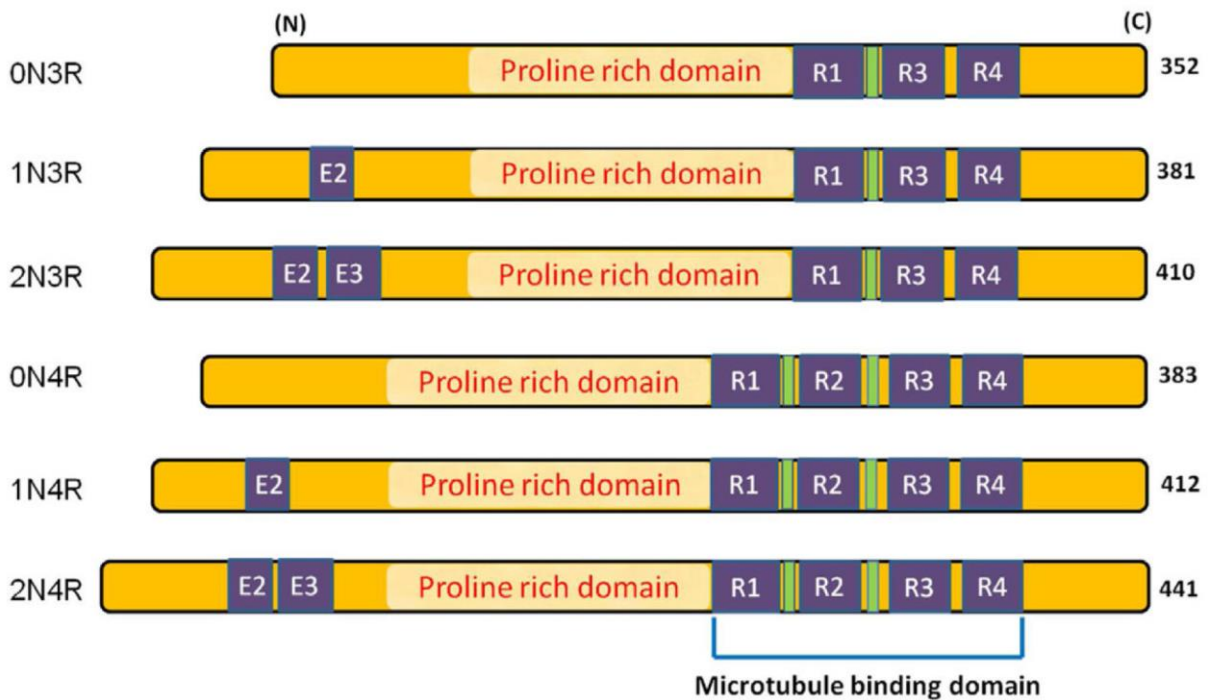 (N) (C)
0N3R Proline rich domain R1 R3 R4 352
1N3R E2 Proline rich domain R1 R3 R4 381
2N3R E2 E3 Proline rich domain R1 R3 R4 410
0N4R Proline rich domain R1 R2 R3 R4 383
1N4R E2 Proline rich domain R1 R2 R3 R4 412
2N4R E2 E3 Proline rich domain R1 R2 R3 R4 441
Microtubule binding domain